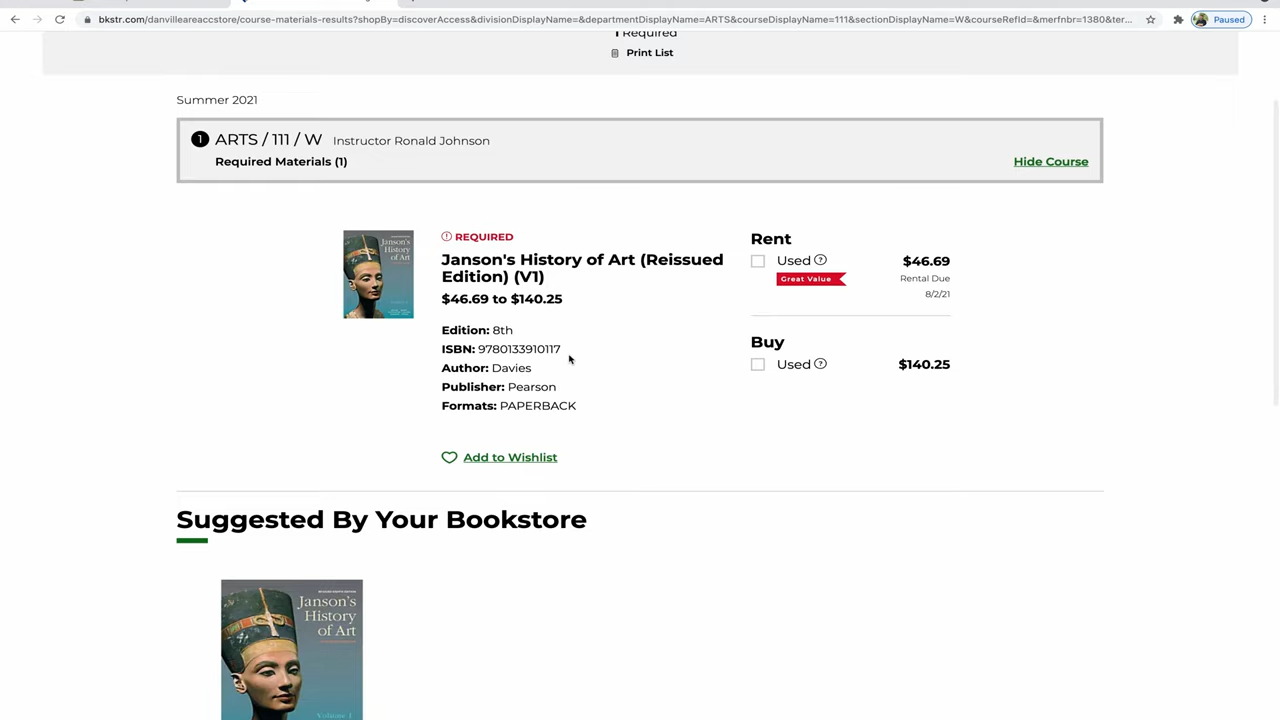 bkstr.com/danvilleareaccstore/course-materials-results?shopBy=discoverAccess&divisionDisplayName=&departmentDisplayName=ARTS&courseDisplayName=111&sectionDisplayName=W&courseRefId=&merfnbr=1380&ter...
Paused
1 Required
Print List
Summer 2021
1 ARTS / 111 / W Instructor Ronald Johnson
Required Materials (1)
Hide Course
Janson's
History
of Art
REQUIRED
Janson's History of Art (Reissued
Edition) (V1)
$46.69 to $140.25
Edition: 8th
ISBN: 9780133910117
Author: Davies
Publisher: Pearson
Formats: PAPERBACK
Add to Wishlist
Rent
Used ? $46.69
Great Value
Rental Due
8/2/21
Buy
Used ? $140.25
Suggested By Your Bookstore
Janson's
History
of Art
Volume 1